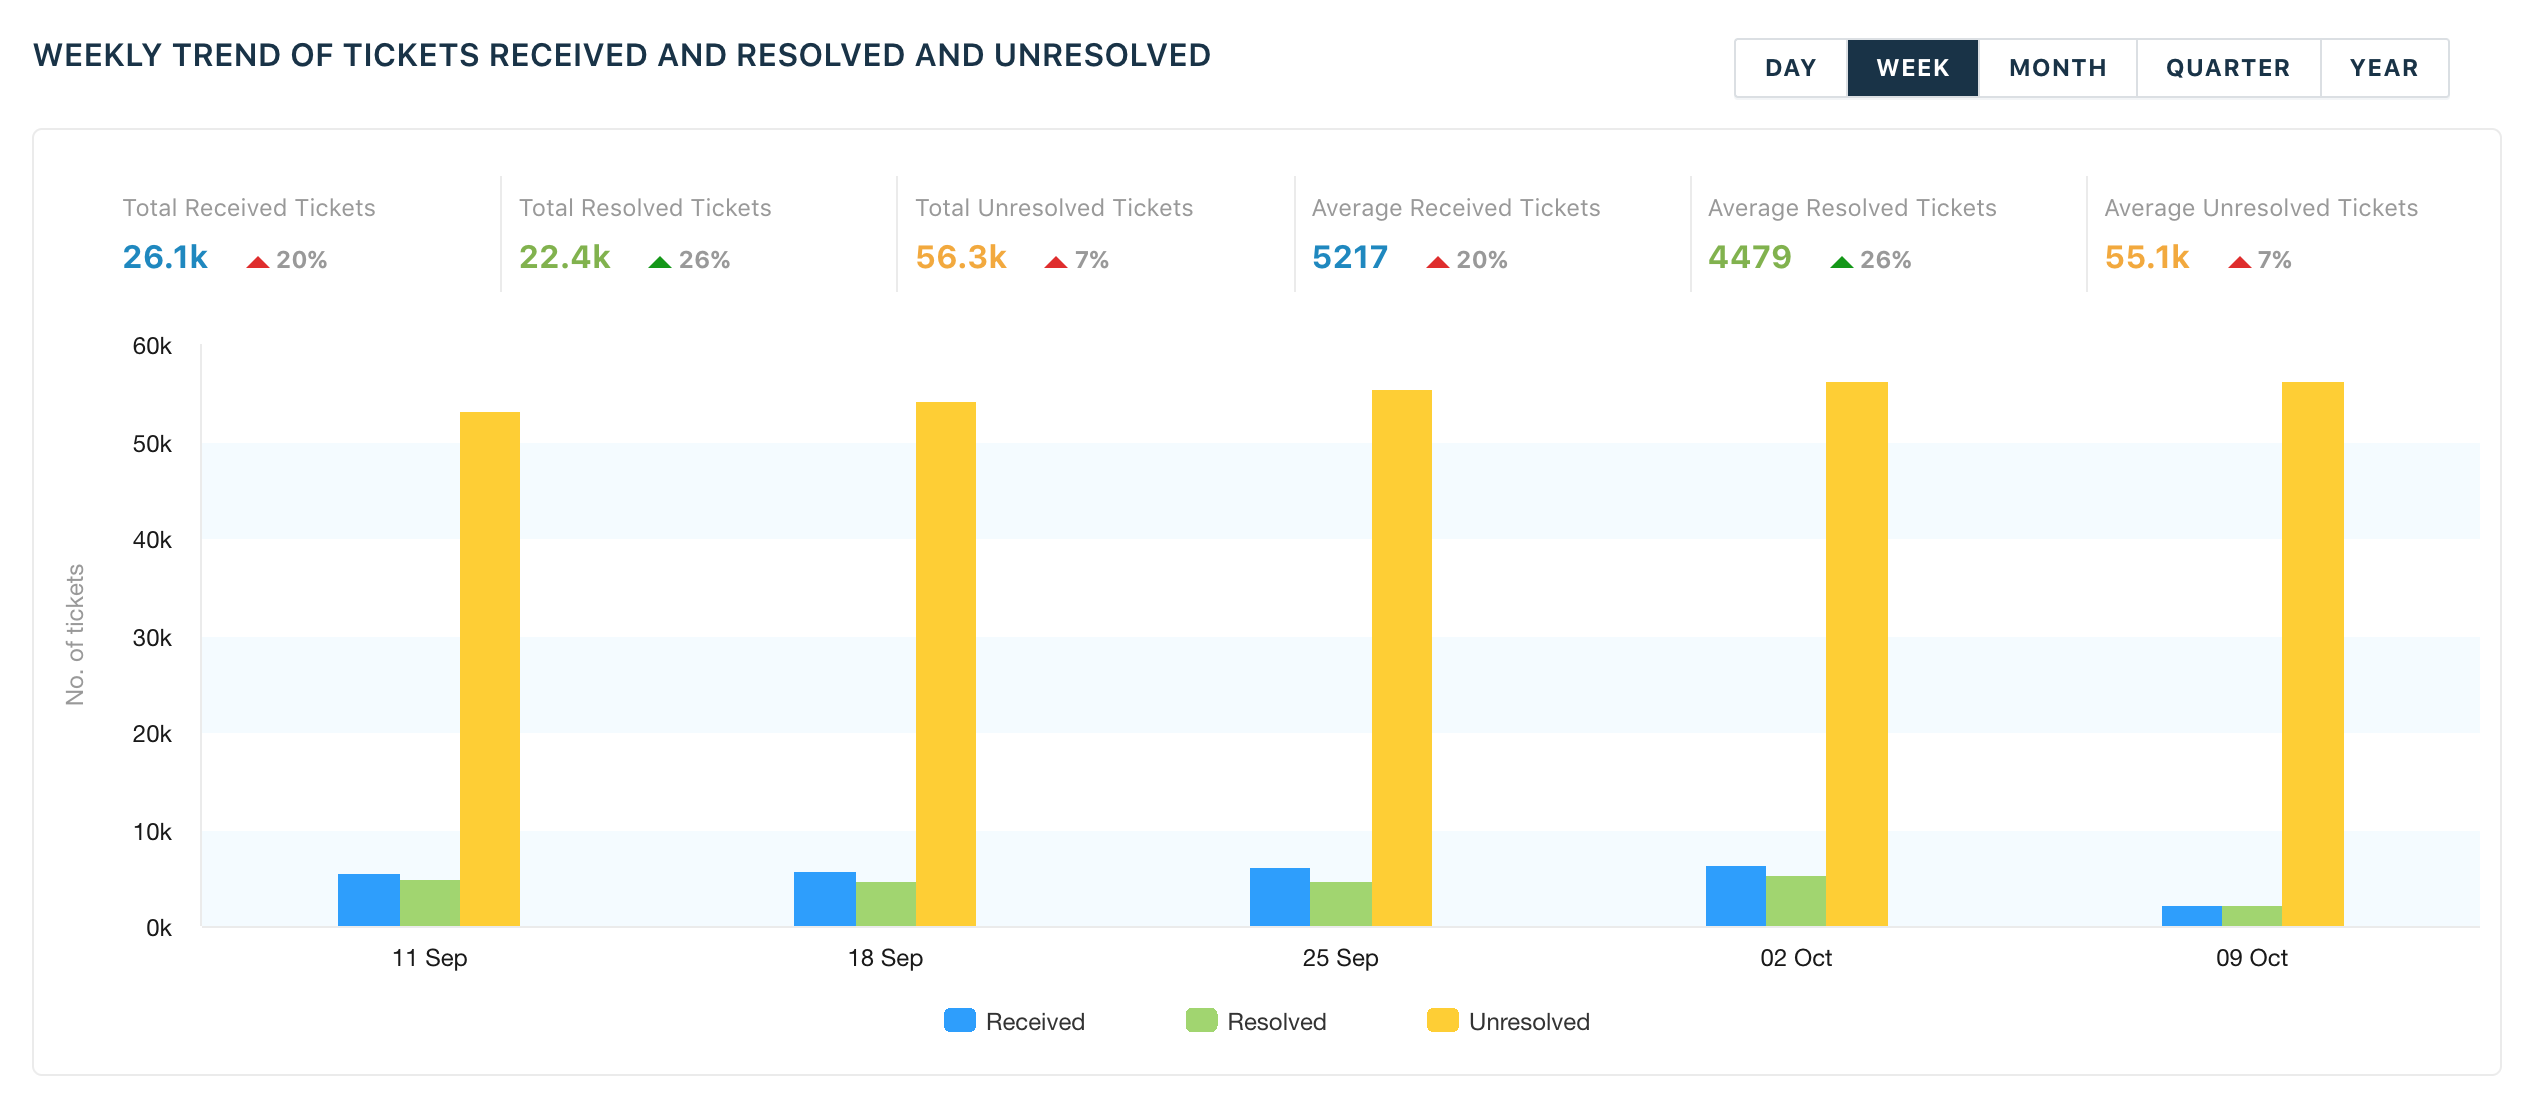 WEEKLY TREND OF TICKETS RECEIVED AND RESOLVED AND UNRESOLVED
DAY WEEK MONTH QUARTER YEAR
Total Received Tickets
26.1k 20%
Total Resolved Tickets
22.4k 26%
Total Unresolved Tickets
56.3k 7%
Average Received Tickets
5217 20%
Average Resolved Tickets
4479 26%
Average Unresolved Tickets
55.1k 7%
No. of tickets
60k
50k
40k
30k
20k
10k
0k
11 Sep 18 Sep 25 Sep 02 Oct 09 Oct
Received Resolved Unresolved